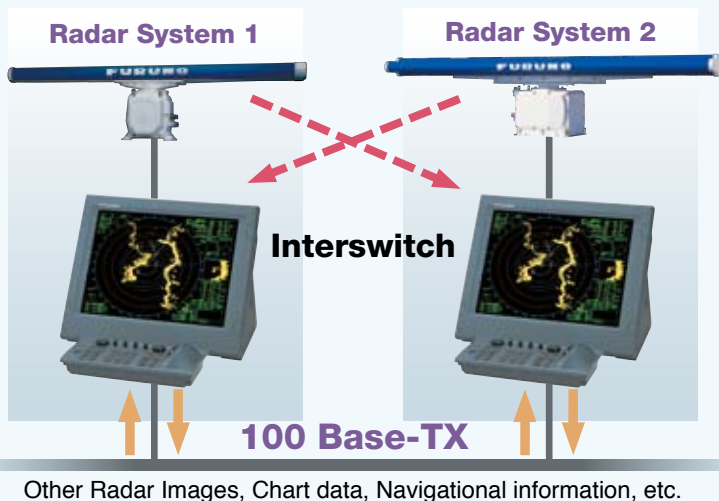 Radar System 1
Radar System 2
FURUNO
FURUNO
Interswitch
100 Base-TX
Other Radar Images, Chart data, Navigational information, etc.